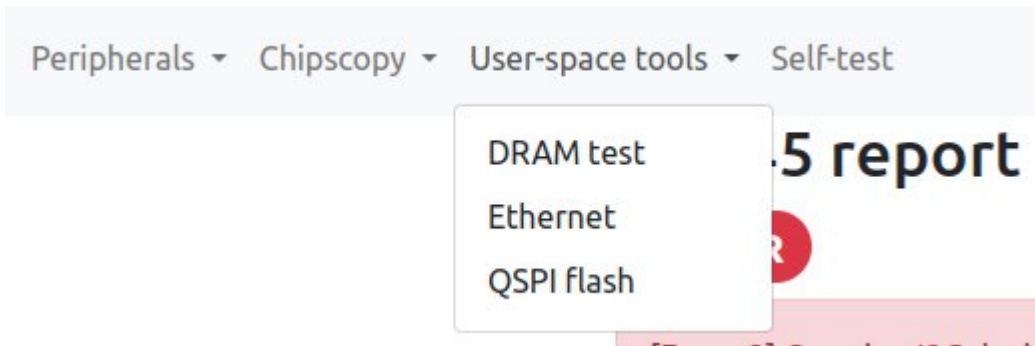 Peripherals Chipscopy User-space tools Self-test
DRAM test
5 report
Ethernet
R
QSPI flash